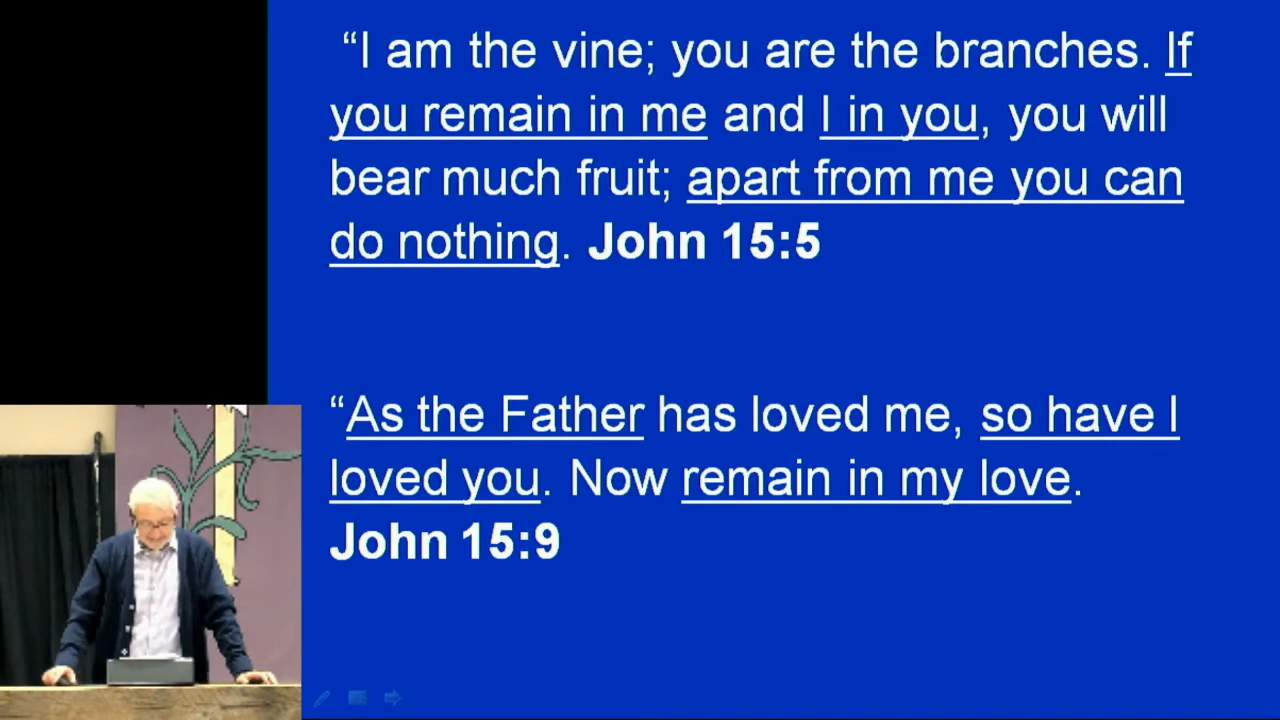 “I am the vine; you are the branches. If
you remain in me and I in you, you will
bear much fruit; apart from me you can
do nothing. John 15:5
“As the Father has loved me, so have I
loved you. Now remain in my love.
John 15:9